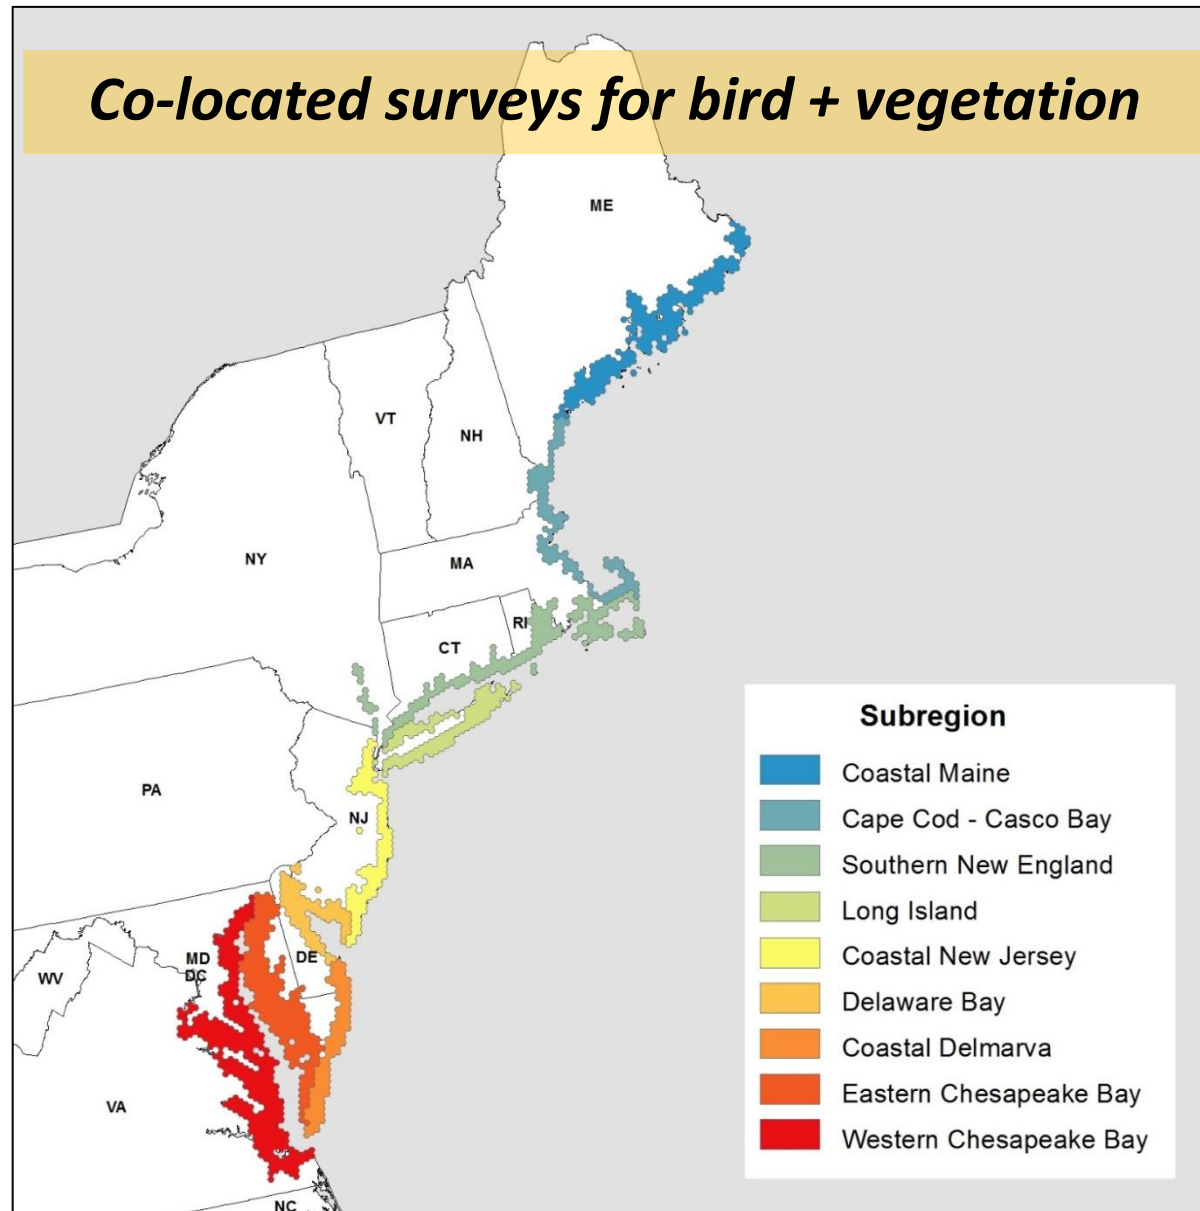 Co-located surveys for bird + vegetation
ME
VT
NH
NY
MA
CT
RI
PA
NJ
MD
DC
DE
WV
VA
NC
Subregion
Coastal Maine
Cape Cod - Casco Bay
Southern New England
Long Island
Coastal New Jersey
Delaware Bay
Coastal Delmarva
Eastern Chesapeake Bay
Western Chesapeake Bay